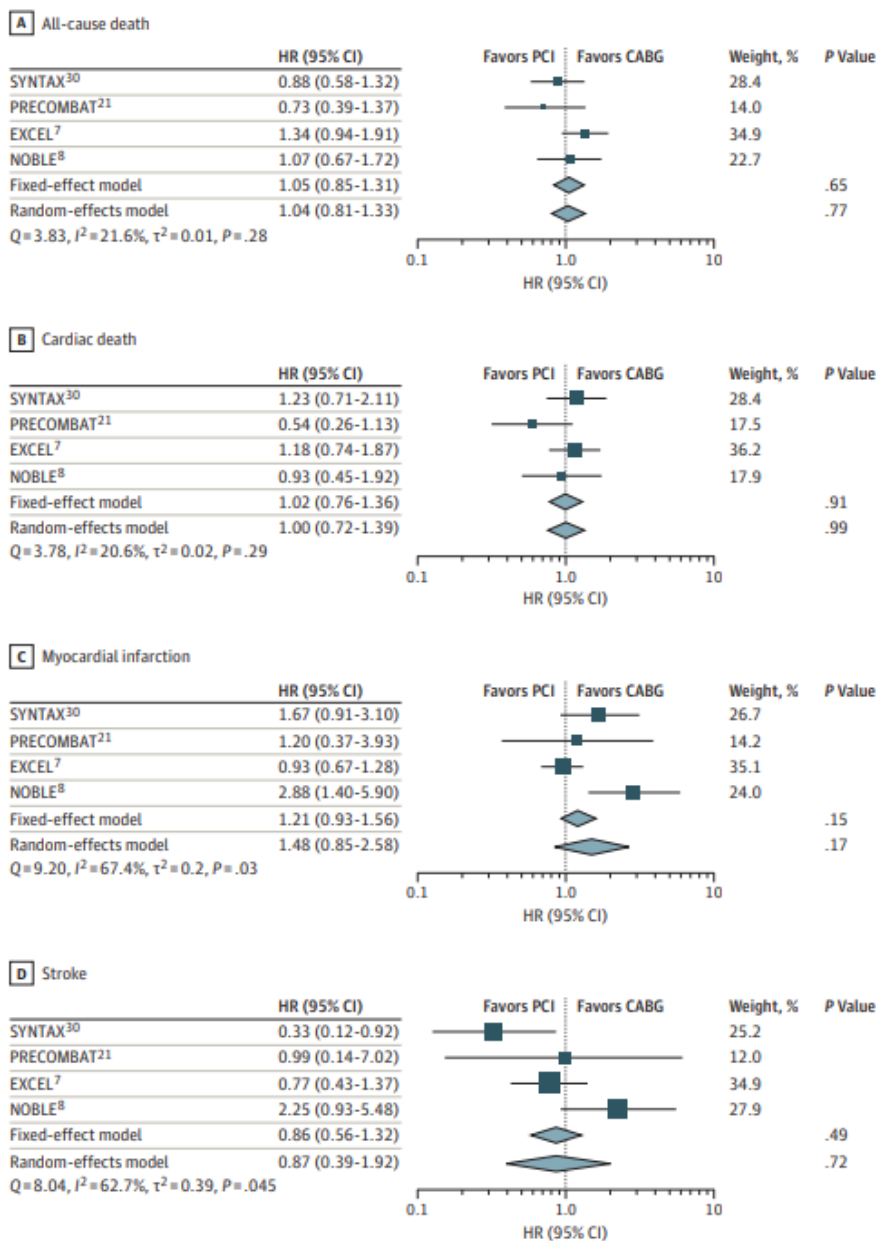 A All-cause death
HR (95% CI) Favors PCI Favors CABG Weight, % P Value
SYNTAX30 0.88 (0.58-1.32) 28.4
PRECOMBAT21 0.73 (0.39-1.37) 14.0
EXCEL7 1.34 (0.94-1.91) 34.9
NOBLE8 1.07 (0.67-1.72) 22.7
Fixed-effect model 1.05 (0.85-1.31) .65
Random-effects model 1.04 (0.81-1.33) .77
Q=3.83, I2=21.6%, τ2=0.01, P=.28
0.1 1.0 10
HR (95% CI)
B Cardiac death
HR (95% CI) Favors PCI Favors CABG Weight, % P Value
SYNTAX30 1.23 (0.71-2.11) 28.4
PRECOMBAT21 0.54 (0.26-1.13) 17.5
EXCEL7 1.18 (0.74-1.87) 36.2
NOBLE8 0.93 (0.45-1.92) 17.9
Fixed-effect model 1.02 (0.76-1.36) .91
Random-effects model 1.00 (0.72-1.39) .99
Q=3.78, I2=20.6%, τ2=0.02, P=.29
0.1 1.0 10
HR (95% CI)
C Myocardial infarction
HR (95% CI) Favors PCI Favors CABG Weight, % P Value
SYNTAX30 1.67 (0.91-3.10) 26.7
PRECOMBAT21 1.20 (0.37-3.93) 14.2
EXCEL7 0.93 (0.67-1.28) 35.1
NOBLE8 2.88 (1.40-5.90) 24.0
Fixed-effect model 1.21 (0.93-1.56) .15
Random-effects model 1.48 (0.85-2.58) .17
Q=9.20, I2=67.4%, τ2=0.2, P=.03
0.1 1.0 10
HR (95% CI)
D Stroke
HR (95% CI) Favors PCI Favors CABG Weight, % P Value
SYNTAX30 0.33 (0.12-0.92) 25.2
PRECOMBAT21 0.99 (0.14-7.02) 12.0
EXCEL7 0.77 (0.43-1.37) 34.9
NOBLE8 2.25 (0.93-5.48) 27.9
Fixed-effect model 0.86 (0.56-1.32) .49
Random-effects model 0.87 (0.39-1.92) .72
Q=8.04, I2=62.7%, τ2=0.39, P=.045
0.1 1.0 10
HR (95% CI)